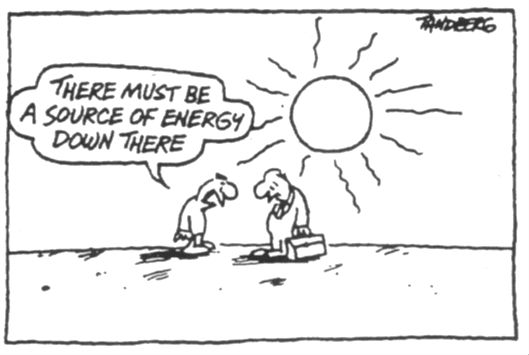 TANDBERG
THERE MUST BE
A SOURCE OF ENERGY
DOWN THERE